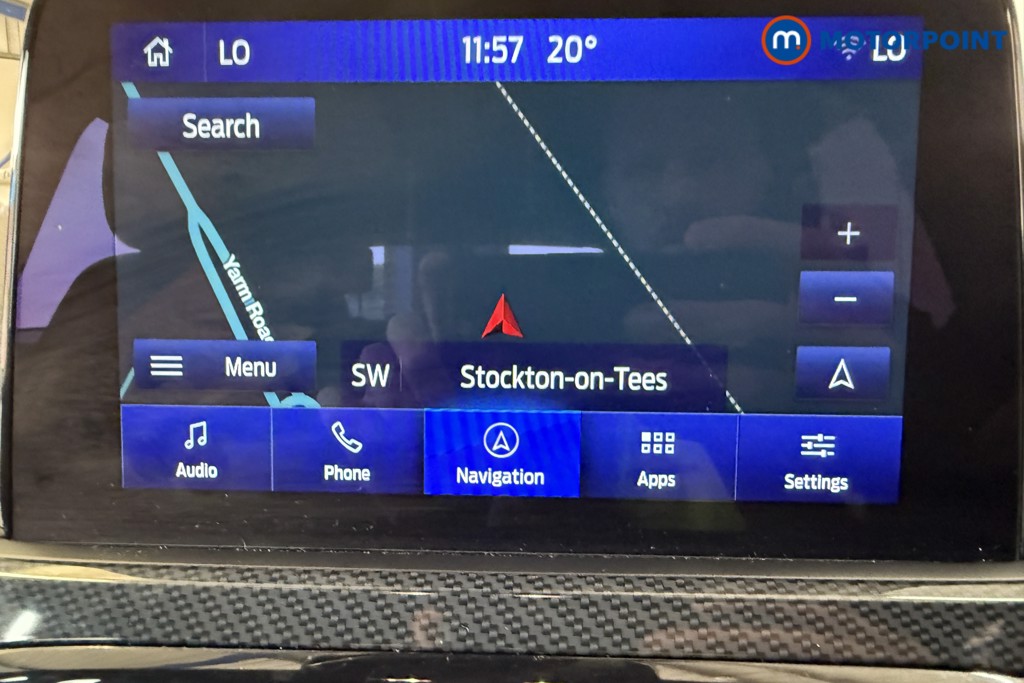 LO
11:57 20°
LO
m MOTORPOINT
Search
Yarm Road
+
−
Menu
SW
Stockton-on-Tees
Audio
Phone
Navigation
Apps
Settings